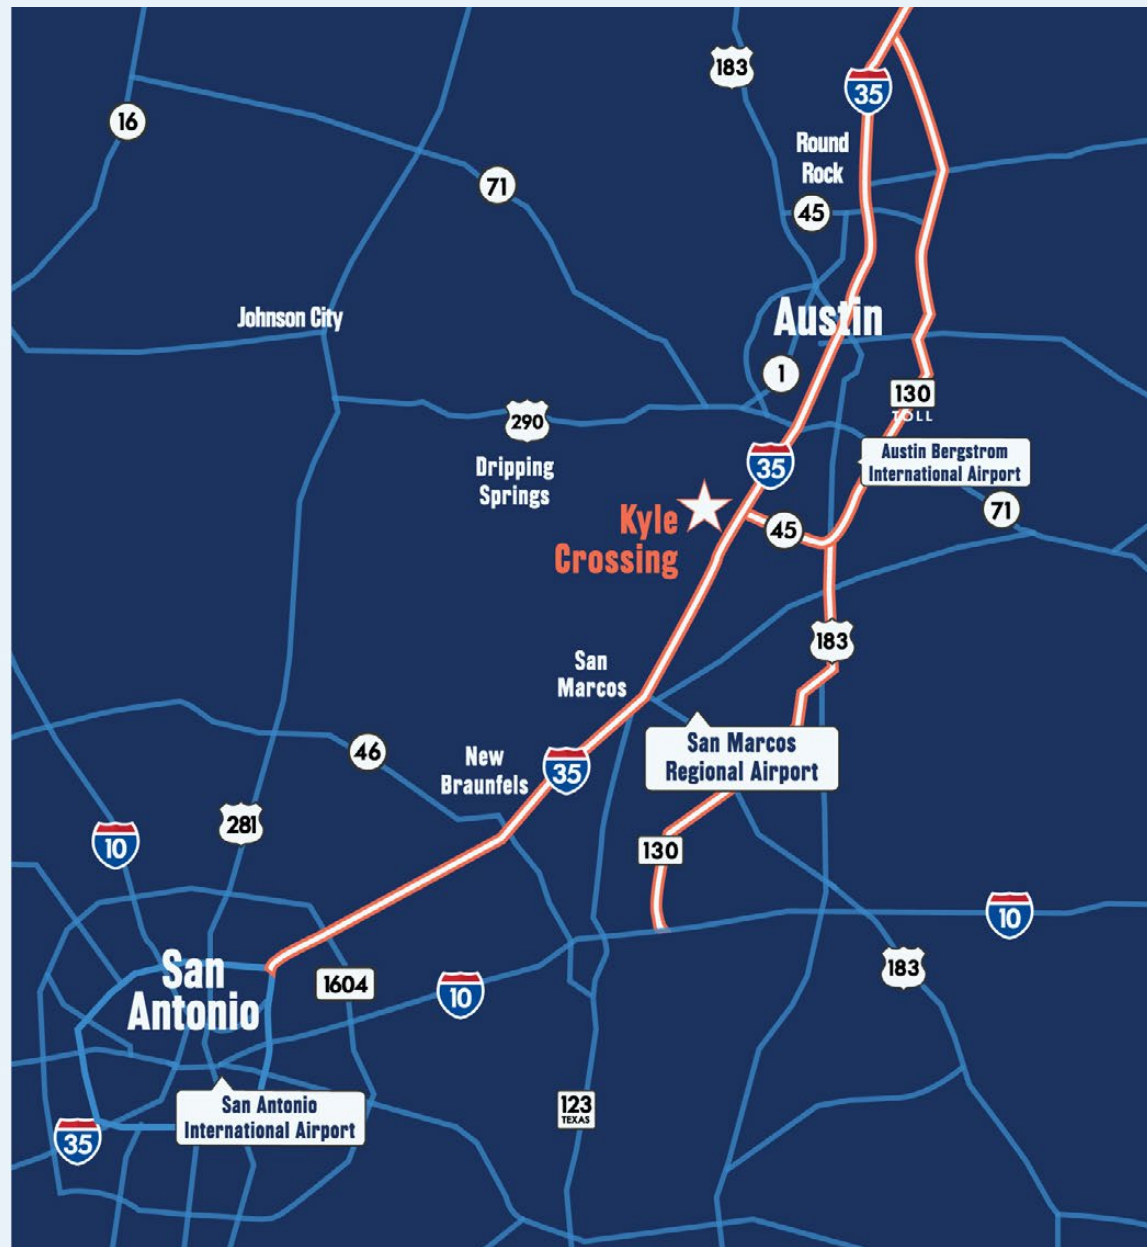 183
35
16
Round
Rock
71
45
Johnson City
Austin
1
130
TOLL
290
Austin Bergstrom
International Airport
35
Dripping
Springs
71
Kyle
Crossing
45
183
San
Marcos
San Marcos
Regional Airport
46
New
Braunfels
35
281
10
130
10
San
Antonio
1604
10
183
San Antonio
International Airport
123
TEXAS
35